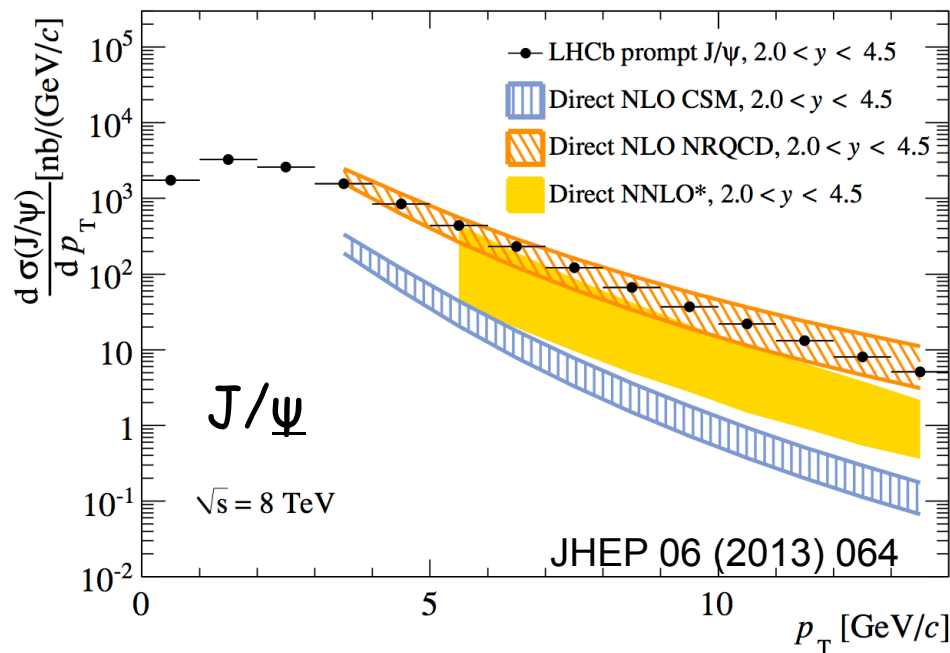 LHCb prompt J/ψ, 2.0 < y < 4.5
Direct NLO CSM, 2.0 < y < 4.5
Direct NLO NRQCD, 2.0 < y < 4.5
Direct NNLO*, 2.0 < y < 4.5
d σ(J/ψ)
d p_T
[nb/(GeV/c)]
10^5
10^4
10^3
10^2
10
1
10^-1
10^-2
J/ψ
√s = 8 TeV
JHEP 06 (2013) 064
0 5 10
p_T [GeV/c]